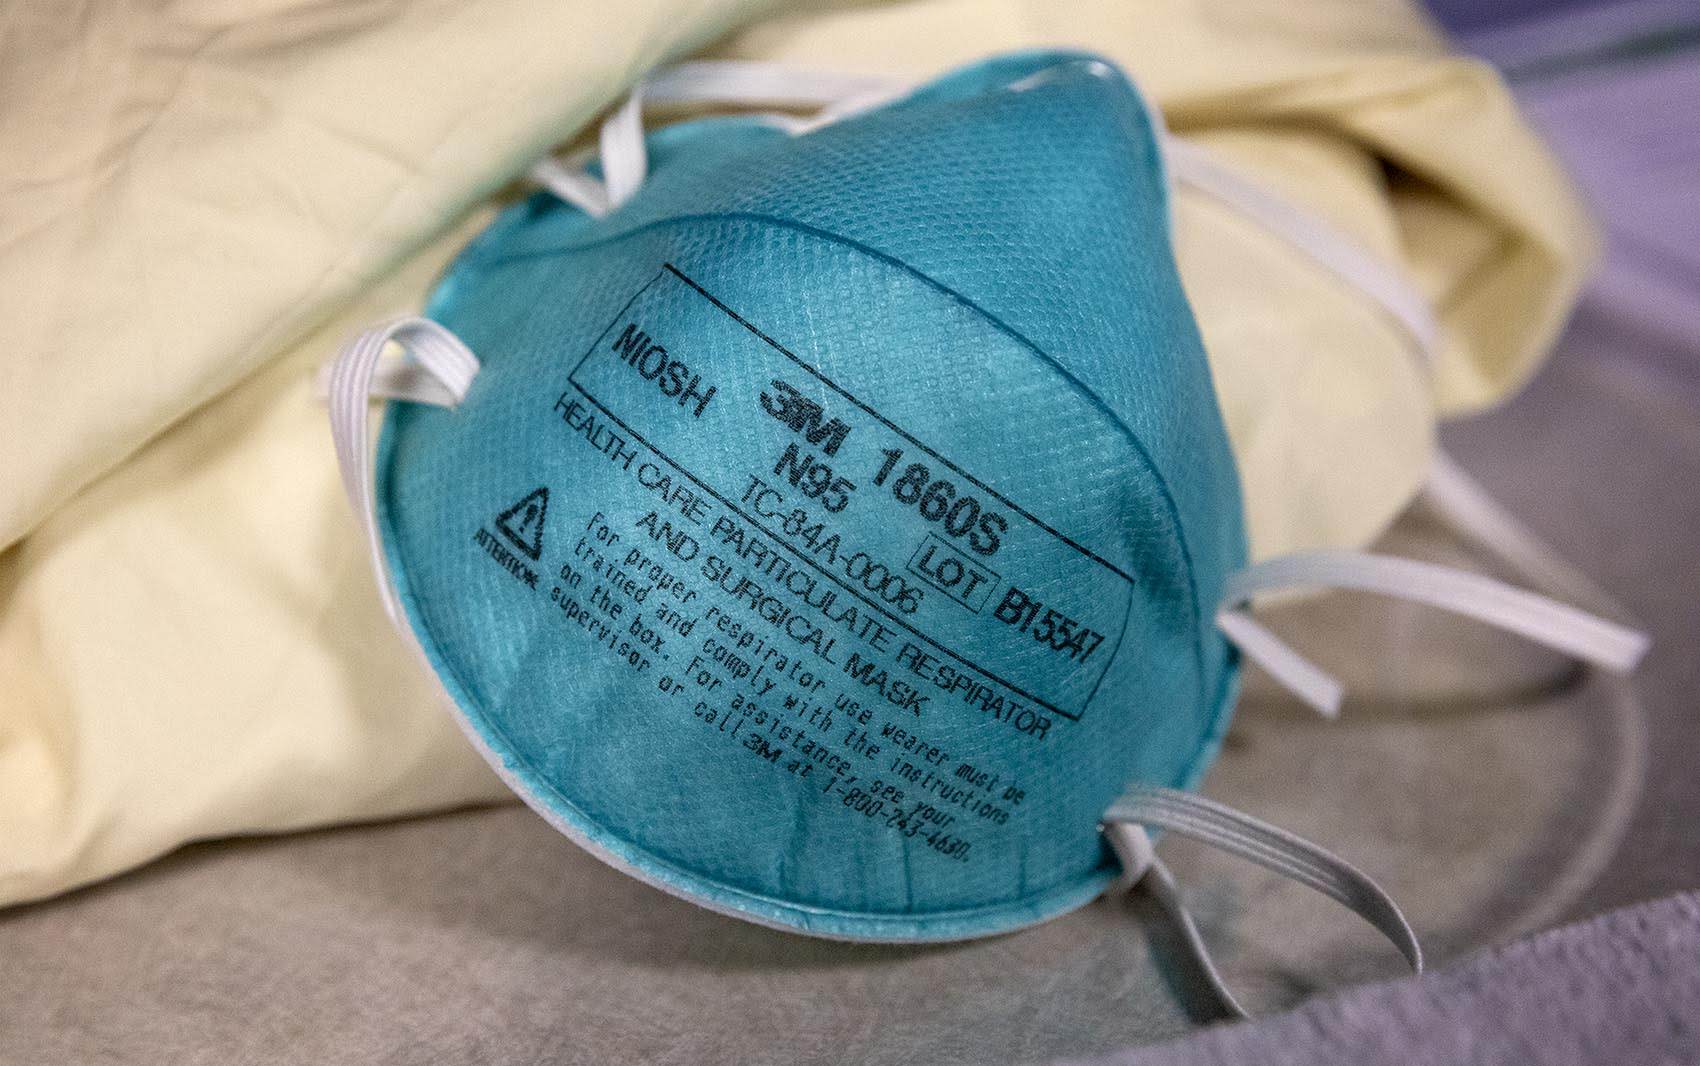 NIOSH 3M 1860S
N95 LOT B15547
TC-84A-0006
HEALTH CARE PARTICULATE RESPIRATOR
AND SURGICAL MASK
ATTENTION
For proper respirator use wearer must be
trained and comply with the instructions
on the box. For assistance, see your
supervisor or
call 3M at 1-800-243-4630.